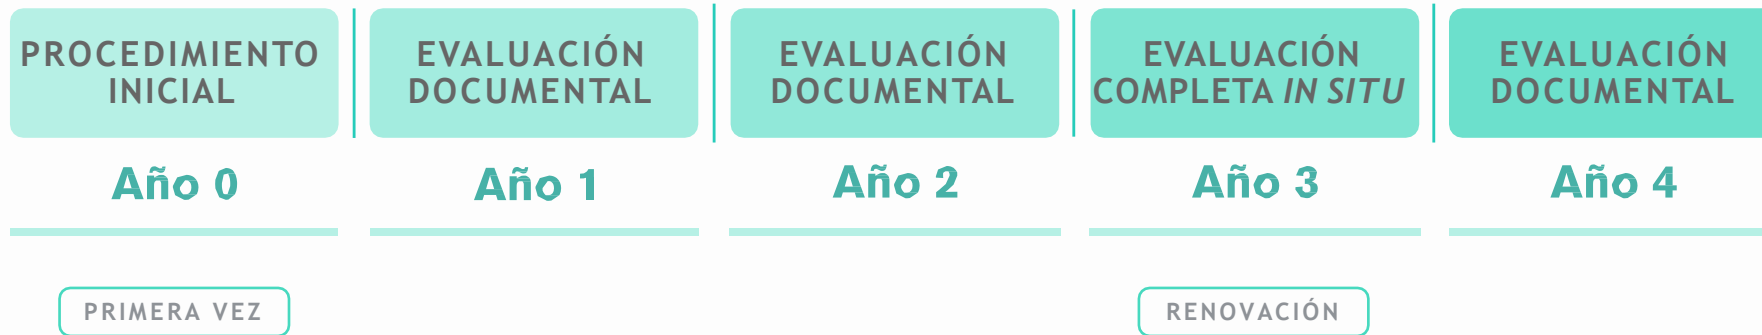 PROCEDIMIENTO
INICIAL
EVALUACIÓN
DOCUMENTAL
EVALUACIÓN
DOCUMENTAL
EVALUACIÓN
COMPLETA IN SITU
EVALUACIÓN
DOCUMENTAL
Año 0
Año 1
Año 2
Año 3
Año 4
PRIMERA VEZ
RENOVACIÓN